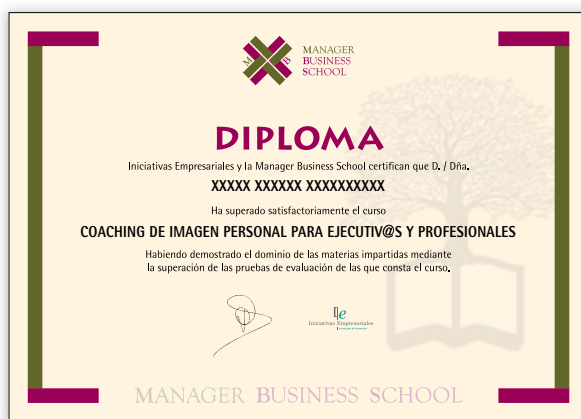 M B
MANAGER
BUSINESS
SCHOOL
DIPLOMA
Iniciativas Empresariales y la Manager Business School certifican que D. / Dña.
XXXXX XXXXXX XXXXXXXXXX
Ha superado satisfactoriamente el curso
COACHING DE IMAGEN PERSONAL PARA EJECUTIV@S Y PROFESIONALES
Habiendo demostrado el dominio de las materias impartidas mediante
la superación de las pruebas de evaluación de las que consta el curso.
Ie
Iniciativas Empresariales
MANAGER BUSINESS SCHOOL